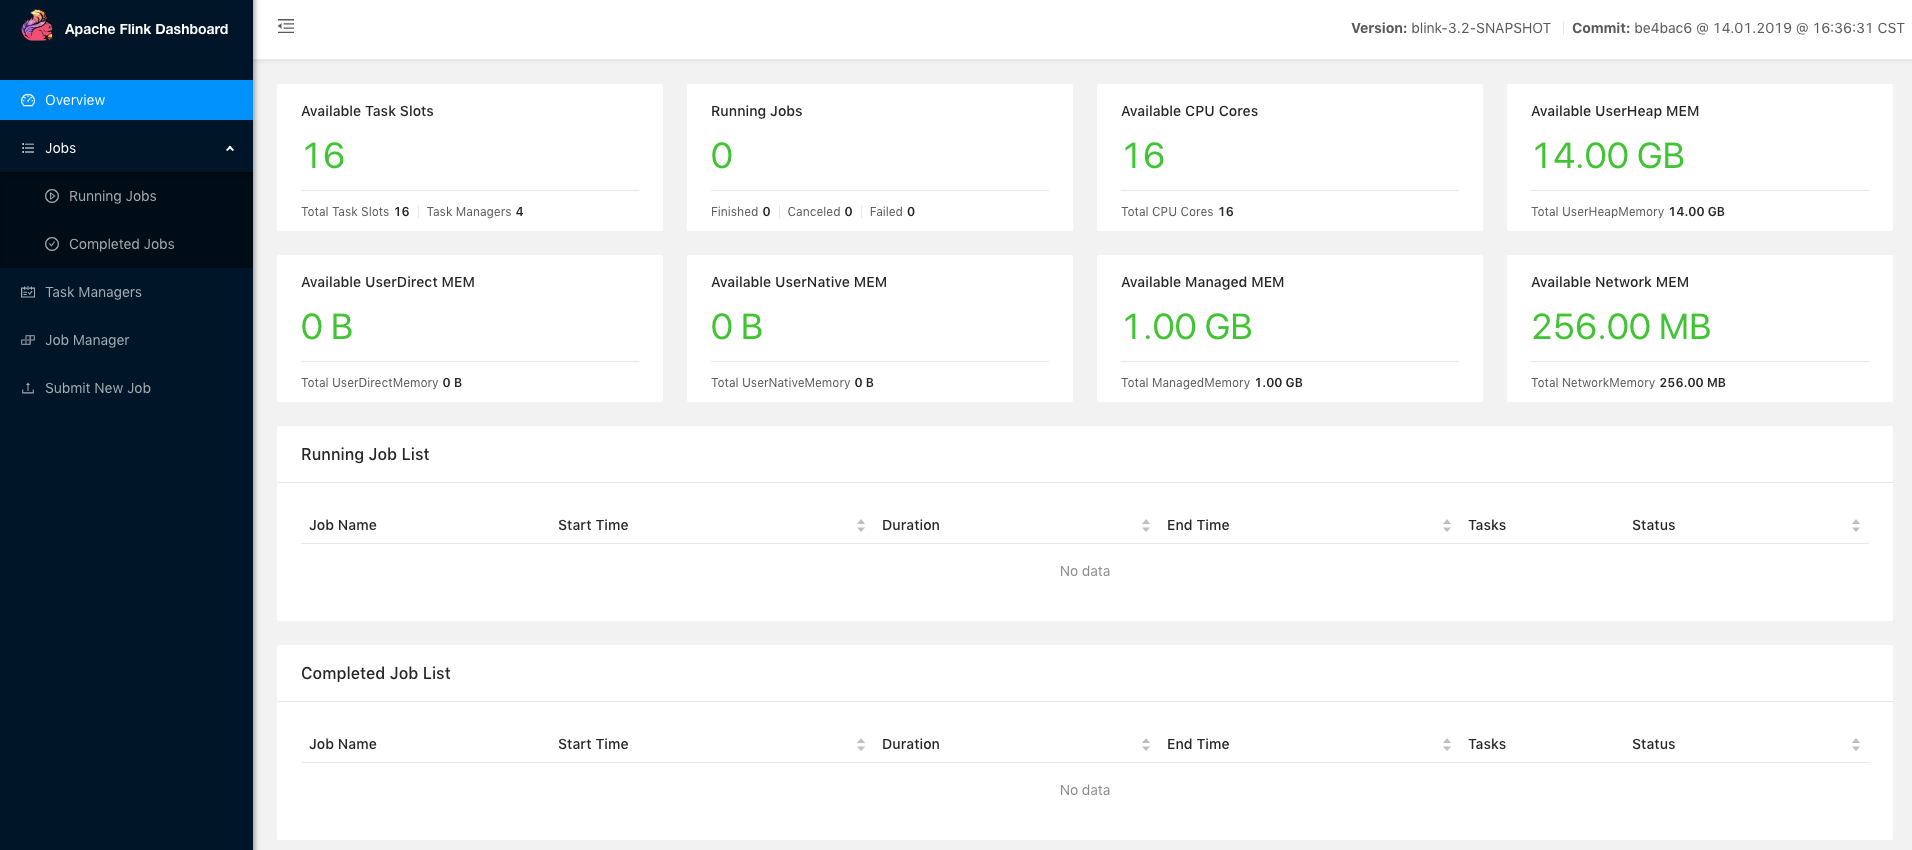 Apache Flink Dashboard
Version: blink-3.2-SNAPSHOT Commit: be4bac6 @ 14.01.2019 @ 16:36:31 CST
Overview
Jobs
Running Jobs
Completed Jobs
Task Managers
Job Manager
Submit New Job
Available Task Slots
16
Total Task Slots 16 Task Managers 4
Running Jobs
0
Finished 0 Canceled 0 Failed 0
Available CPU Cores
16
Total CPU Cores 16
Available UserHeap MEM
14.00 GB
Total UserHeapMemory 14.00 GB
Available UserDirect MEM
0 B
Total UserDirectMemory 0 B
Available UserNative MEM
0 B
Total UserNativeMemory 0 B
Available Managed MEM
1.00 GB
Total ManagedMemory 1.00 GB
Available Network MEM
256.00 MB
Total NetworkMemory 256.00 MB
Running Job List
Job Name Start Time Duration End Time Tasks Status
No data
Completed Job List
Job Name Start Time Duration End Time Tasks Status
No data